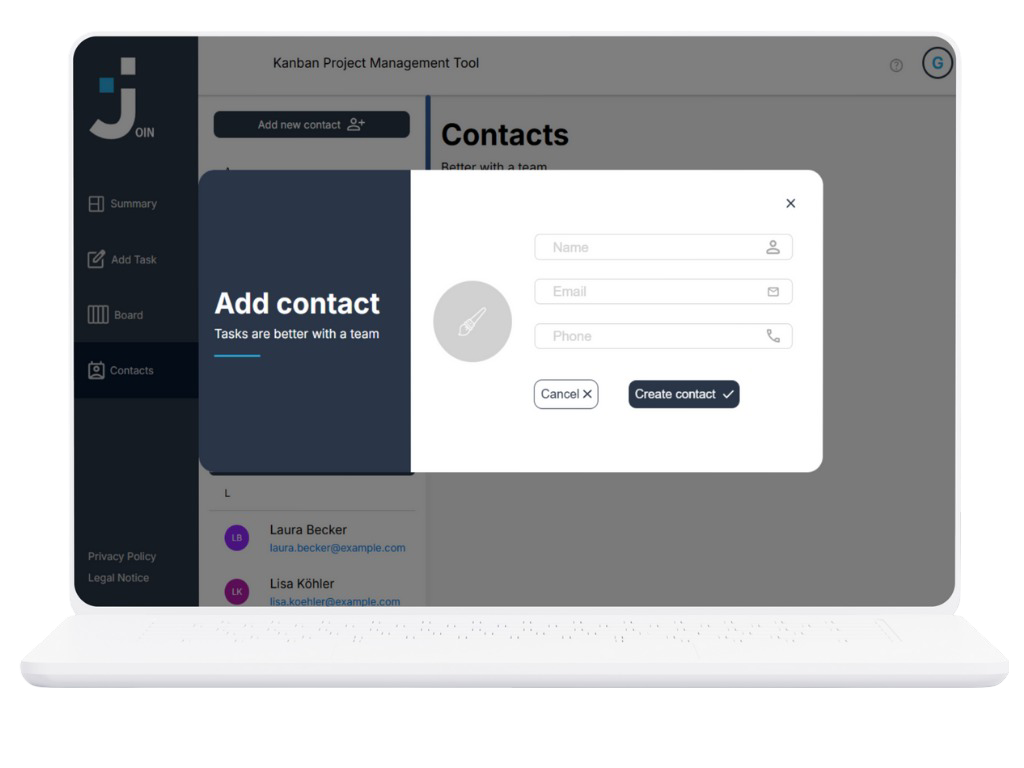 Kanban Project Management Tool
G
JOIN
Add new contact
Contacts
Better with a team
Summary
Add Task
Board
Contacts
Privacy Policy
Legal Notice
Add contact
Tasks are better with a team
Name
Email
Phone
Cancel
Create contact
L
LB
Laura Becker
laura.becker@example.com
LK
Lisa Köhler
lisa.koehler@example.com